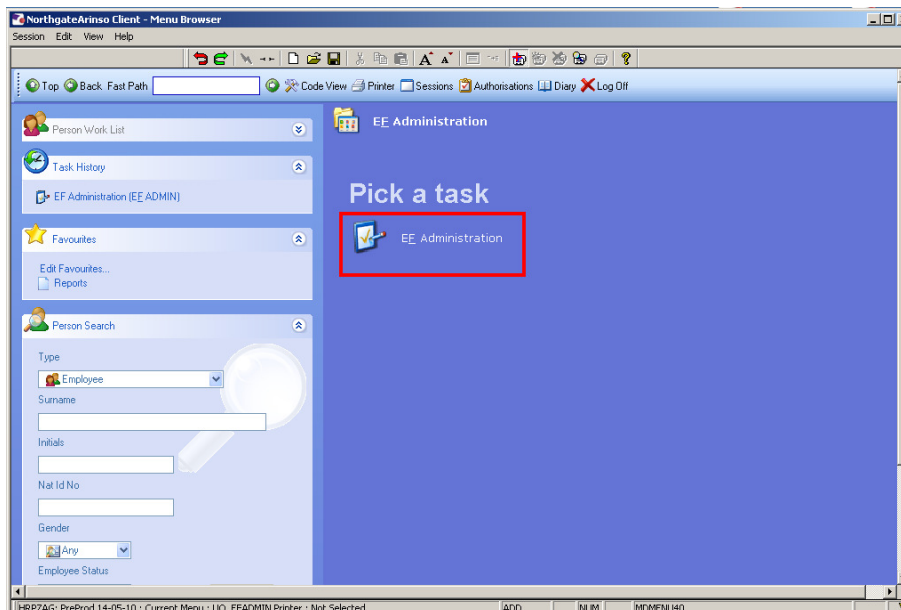 NorthgateArinso Client - Menu Browser
Session Edit View Help
Top Back Fast Path Code View Printer Sessions Authorisations Diary Log Off
Person Work List
Task History
EF Administration (EF ADMIN)
Favourites
Edit Favourites...
Reports
Person Search
Type
Employee
Surname
Initials
Nat Id No
Gender
Any
Employee Status
EF Administration
Pick a task
EF Administration
HRPZAG: PreProd 14-05-10 : Current Menu : UO_EFADMIN Printer : Not Selected ADD NUM MDMENU40